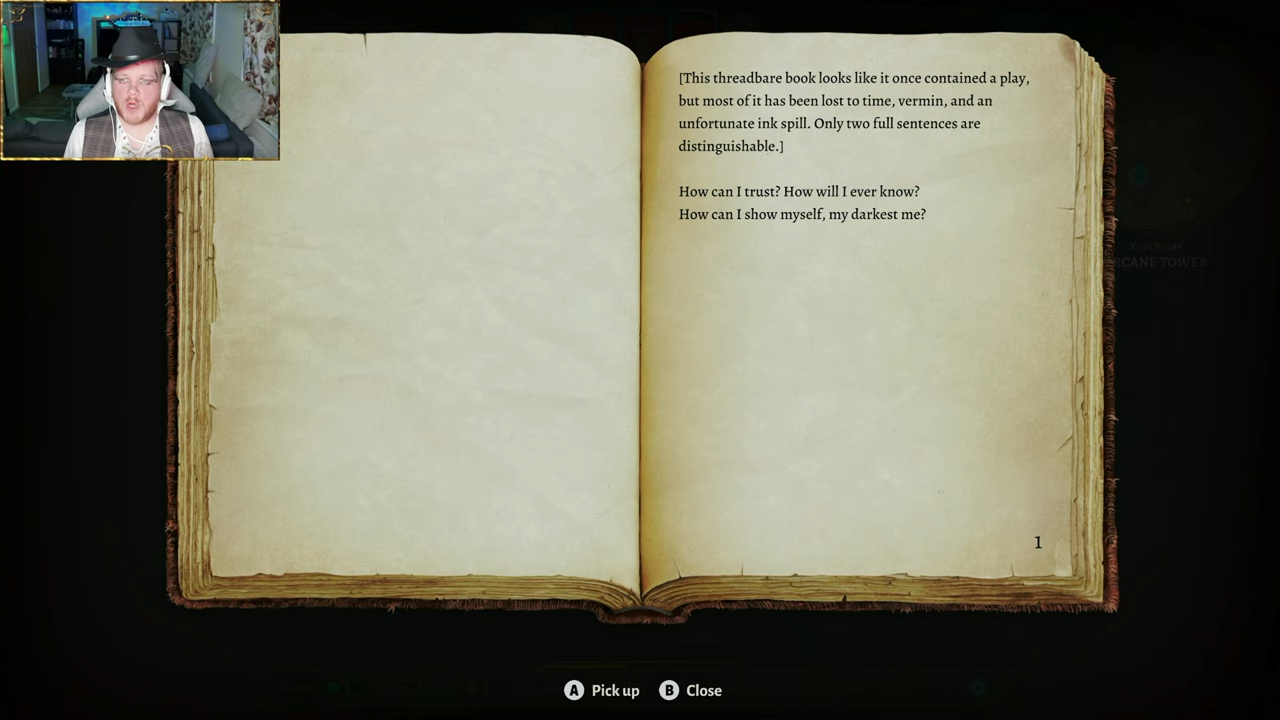 [This threadbare book looks like it once contained a play,
but most of it has been lost to time, vermin, and an
unfortunate ink spill. Only two full sentences are
distinguishable.]
How can I trust? How will I ever know?
How can I show myself, my darkest me?
ARCANE TOWER
1
A Pick up B Close